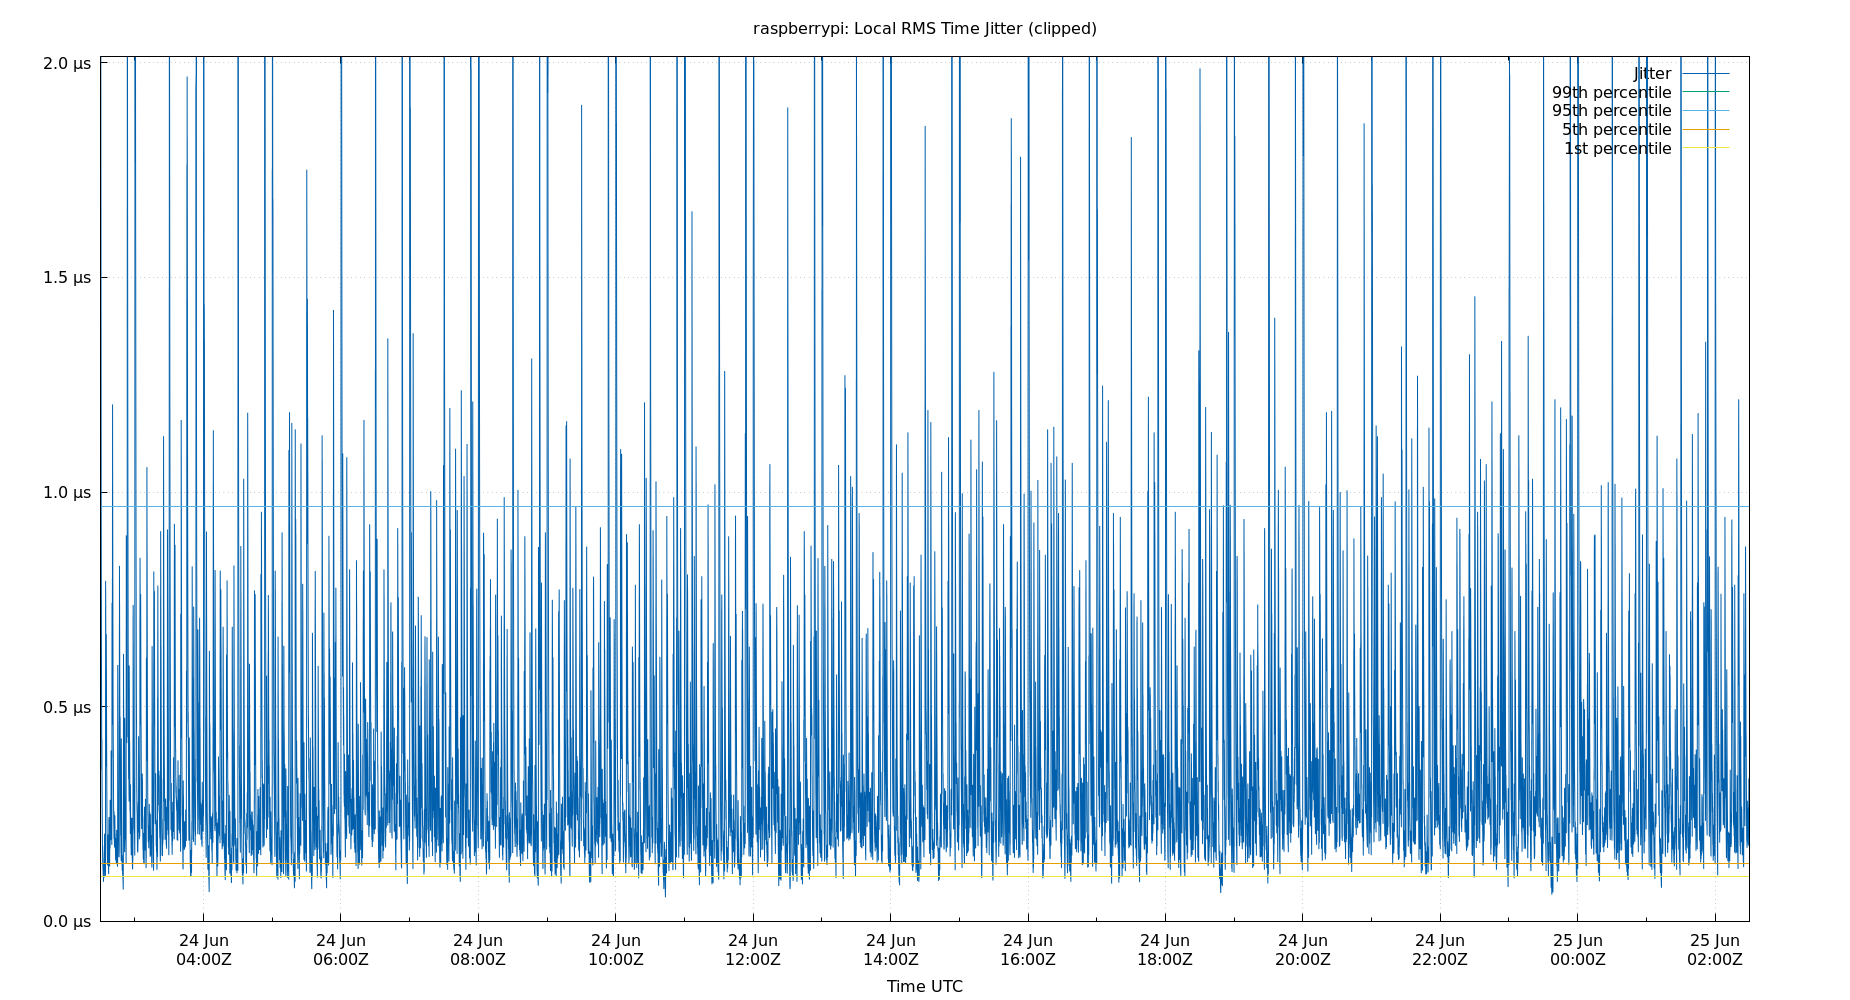 raspberrypi: Local RMS Time Jitter (clipped)
2.0 µs
1.5 µs
1.0 µs
0.5 µs
0.0 µs
Jitter
99th percentile
95th percentile
5th percentile
1st percentile
24 Jun 24 Jun 24 Jun 24 Jun 24 Jun 24 Jun 24 Jun 24 Jun 24 Jun 24 Jun 25 Jun 25 Jun
04:00Z 06:00Z 08:00Z 10:00Z 12:00Z 14:00Z 16:00Z 18:00Z 20:00Z 22:00Z 00:00Z 02:00Z
Time UTC